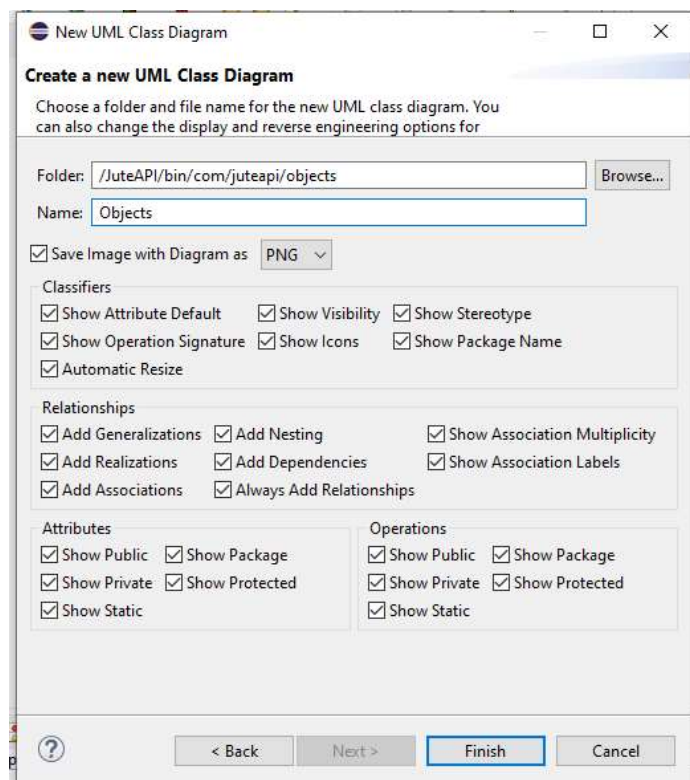 New UML Class Diagram
Create a new UML Class Diagram
Choose a folder and file name for the new UML class diagram. You
can also change the display and reverse engineering options for
Folder: /JuteAPI/bin/com/juteapi/objects Browse...
Name: Objects
Save Image with Diagram as PNG
Classifiers
Show Attribute Default Show Visibility Show Stereotype
Show Operation Signature Show Icons Show Package Name
Automatic Resize
Relationships
Add Generalizations Add Nesting Show Association Multiplicity
Add Realizations Add Dependencies Show Association Labels
Add Associations Always Add Relationships
Attributes Operations
Show Public Show Package Show Public Show Package
Show Private Show Protected Show Private Show Protected
Show Static Show Static
? < Back Next > Finish Cancel